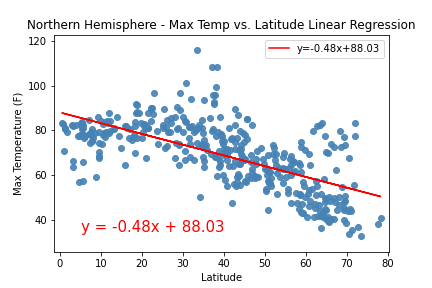 Northern Hemisphere - Max Temp vs. Latitude Linear Regression
y=-0.48x+88.03
120
100
80
60
40
Max Temperature (F)
y = -0.48x + 88.03
0 10 20 30 40 50 60 70 80
Latitude